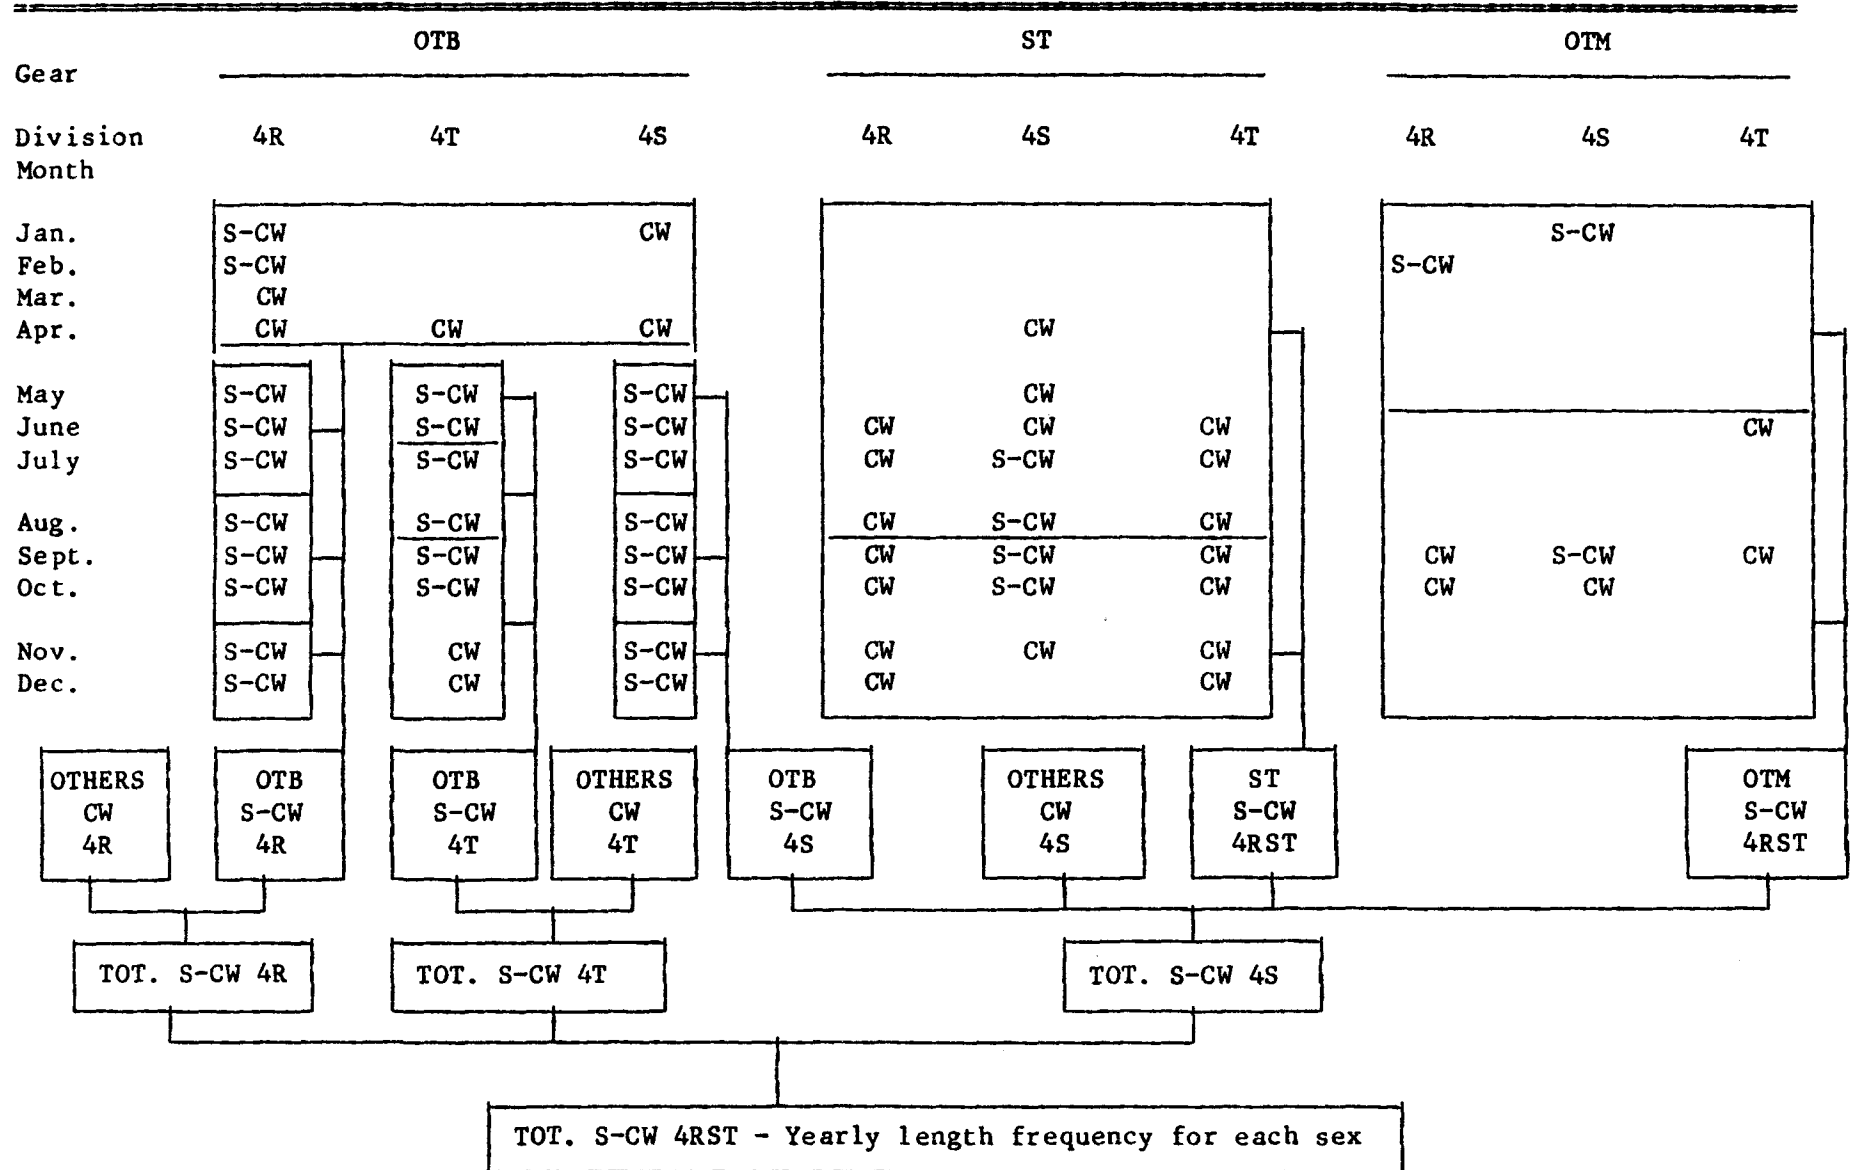 OTB ST OTM
Gear
Division 4R 4T 4S 4R 4S 4T 4R 4S 4T
Month
Jan. S-CW CW S-CW
Feb. S-CW S-CW
Mar. CW
Apr. CW CW CW CW
May S-CW S-CW S-CW CW
June S-CW S-CW S-CW CW CW CW CW
July S-CW S-CW S-CW CW S-CW CW
Aug. S-CW S-CW S-CW CW S-CW CW
Sept. S-CW S-CW S-CW CW S-CW CW CW S-CW CW
Oct. S-CW S-CW S-CW CW S-CW CW CW CW
Nov. S-CW CW S-CW CW CW CW
Dec. S-CW CW S-CW CW CW
OTHERS OTB OTB OTHERS OTB OTHERS ST OTM
CW S-CW S-CW CW S-CW CW S-CW S-CW
4R 4R 4T 4T 4S 4S 4RST 4RST
TOT. S-CW 4R TOT. S-CW 4T TOT. S-CW 4S
TOT. S-CW 4RST - Yearly length frequency for each sex